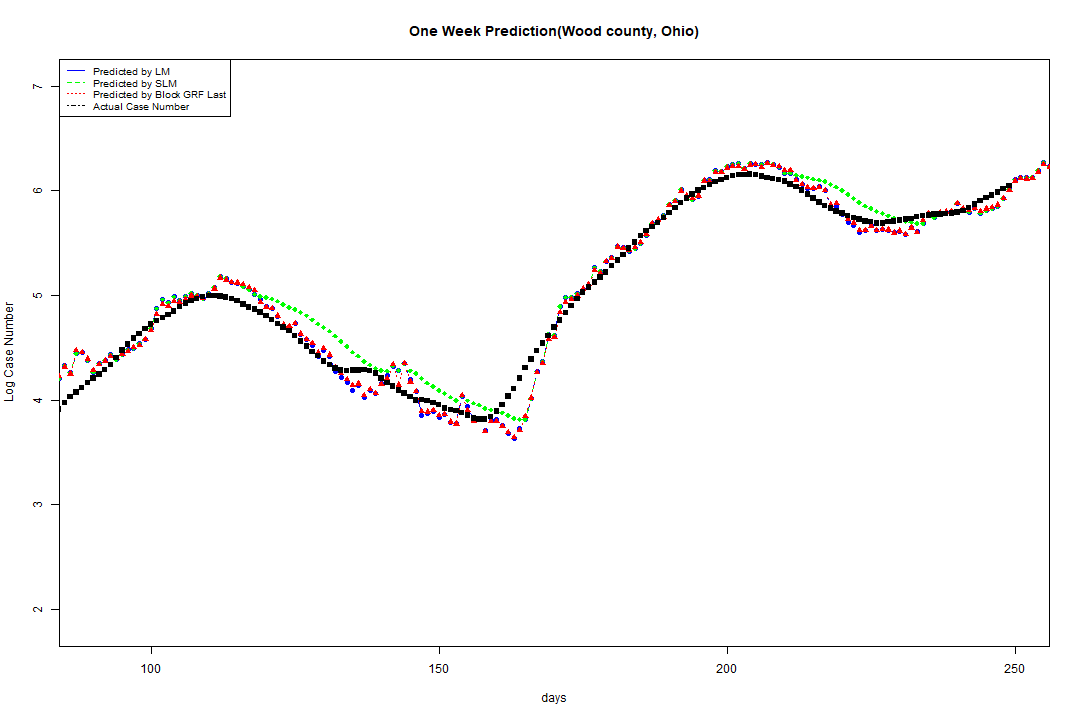 One Week Prediction(Wood county, Ohio)
Predicted by LM
Predicted by SLM
Predicted by Block GRF Last
Actual Case Number
7
6
5
4
3
2
Log Case Number
100 150 200 250
days